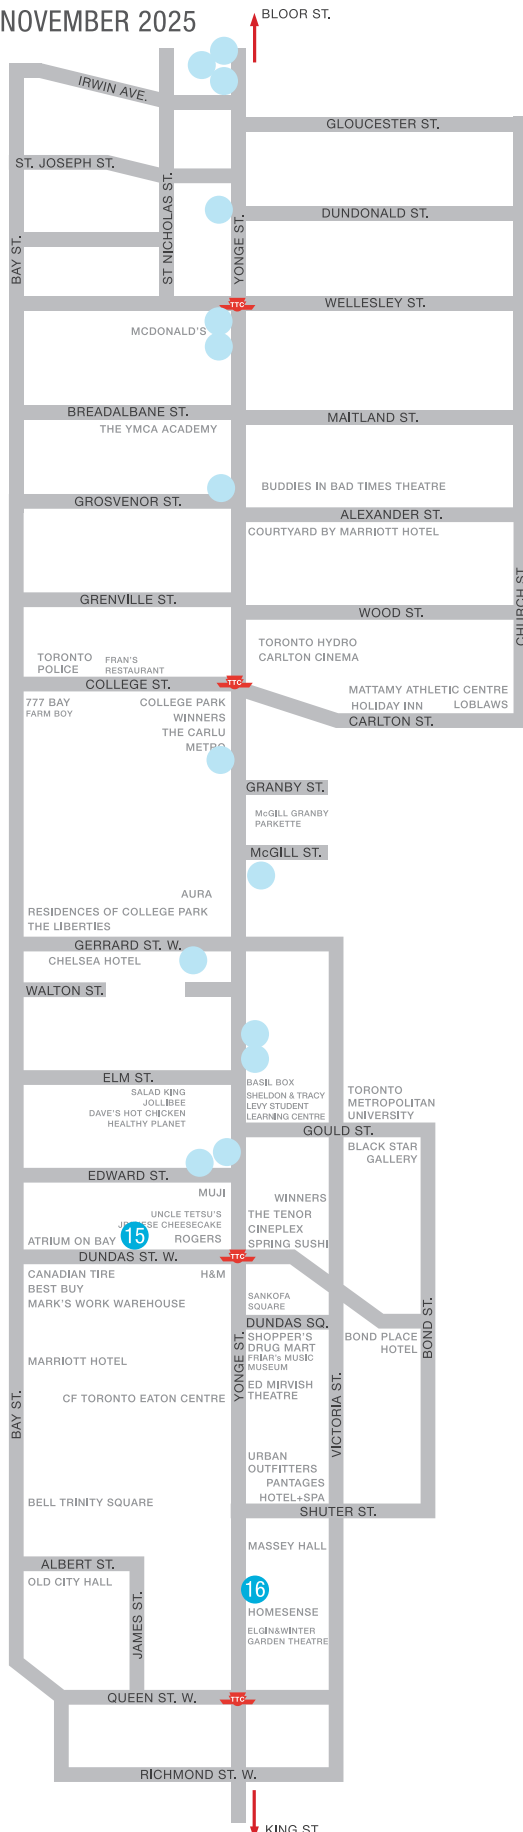 NOVEMBER 2025
BLOOR ST.
IRWIN AVE.
GLOUCESTER ST.
ST. JOSEPH ST.
ST NICHOLAS ST.
DUNDONALD ST.
BAY ST.
YONGE ST.
TTC
WELLESLEY ST.
MCDONALD'S
BREADALBANE ST.
MAITLAND ST.
THE YMCA ACADEMY
BUDDIES IN BAD TIMES THEATRE
GROSVENOR ST.
ALEXANDER ST.
COURTYARD BY MARRIOTT HOTEL
CHURCH ST.
GRENVILLE ST.
WOOD ST.
TORONTO HYDRO
CARLTON CINEMA
TORONTO
POLICE
FRAN'S
RESTAURANT
COLLEGE ST.
TTC
MATTAMY ATHLETIC CENTRE
HOLIDAY INN
LOBLAWS
CARLTON ST.
777 BAY
FARM BOY
COLLEGE PARK
WINNERS
THE CARLU
METRO
GRANBY ST.
McGILL GRANBY
PARKETTE
McGILL ST.
AURA
RESIDENCES OF COLLEGE PARK
THE LIBERTIES
GERRARD ST. W.
CHELSEA HOTEL
WALTON ST.
ELM ST.
SALAD KING
JOLLIBEE
DAVE'S HOT CHICKEN
HEALTHY PLANET
BASIL BOX
SHELDON & TRACY
LEVY STUDENT
LEARNING CENTRE
TORONTO
METROPOLITAN
UNIVERSITY
GOULD ST.
BLACK STAR
GALLERY
EDWARD ST.
MUJI
UNCLE TETSU'S
CHEESECAKE
ROGERS
ATRIUM ON BAY
15
WINNERS
THE TENOR
CINEPLEX
SPRING SUSHI
DUNDAS ST. W.
TTC
CANADIAN TIRE
BEST BUY
MARK'S WORK WAREHOUSE
H&M
SANKOFA
SQUARE
DUNDAS SQ.
SHOPPER'S
DRUG MART
FRIAR's MUSIC
MUSEUM
ED MIRVISH
THEATRE
BOND PLACE
HOTEL
BOND ST.
YONGE ST.
VICTORIA ST.
BAY ST.
MARRIOTT HOTEL
CF TORONTO EATON CENTRE
URBAN
OUTFITTERS
PANTAGES
HOTEL+SPA
BELL TRINITY SQUARE
SHUTER ST.
MASSEY HALL
ALBERT ST.
OLD CITY HALL
JAMES ST.
16
HOMESENSE
ELGIN&WINTER
GARDEN THEATRE
QUEEN ST. W.
TTC
RICHMOND ST. W.
KING ST.